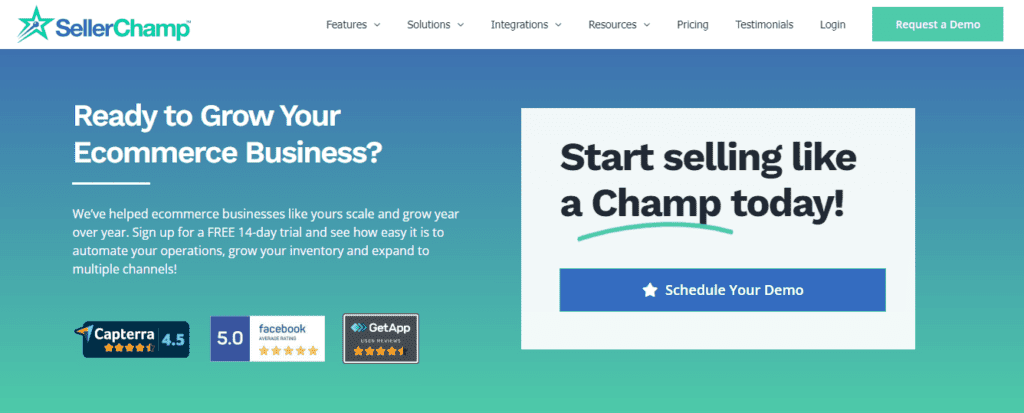 SellerChamp™
Features
Solutions
Integrations
Resources
Pricing
Testimonials
Login
Request a Demo
Ready to Grow Your
Ecommerce Business?
We've helped ecommerce businesses like yours scale and grow year
over year. Sign up for a FREE 14-day trial and see how easy it is to
automate your operations, grow your inventory and expand to
multiple channels!
Capterra 4.5
5.0 facebook
AVERAGE RATING
GetApp
USER REVIEWS
Start selling like
a Champ today!
Schedule Your Demo